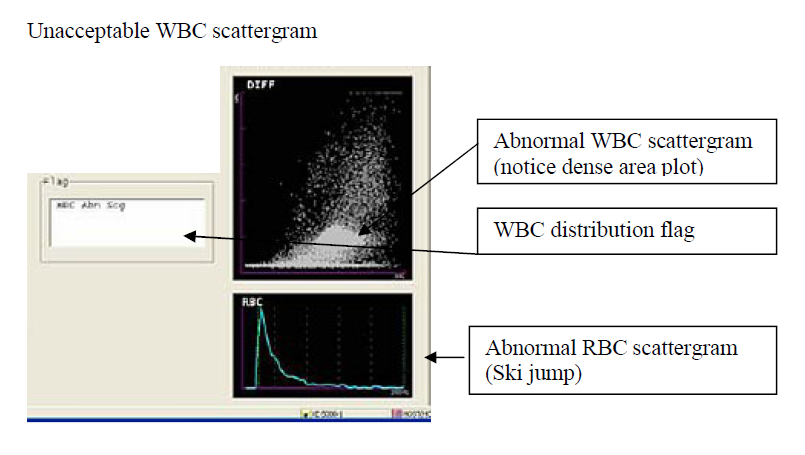 Unacceptable WBC scattergram
DIFF
Abnormal WBC scattergram
(notice dense area plot)
Flag
WBC Abn Scg
WBC distribution flag
RBC
Abnormal RBC scattergram
(Ski jump)